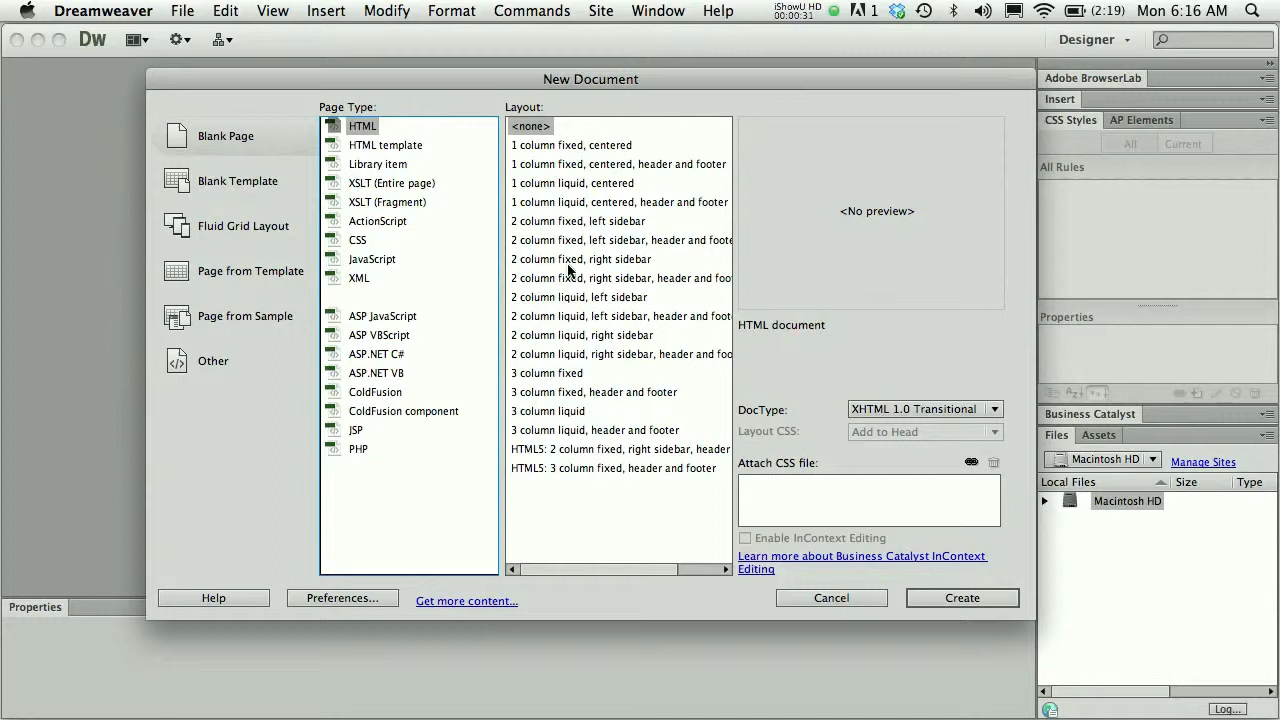 Dreamweaver File Edit View Insert Modify Format Commands Site Window Help iShowU HD 00:00:31 1 (2:19) Mon 6:16 AM
Dw Designer
New Document
Page Type:
Layout:
Blank Page
Blank Template
Fluid Grid Layout
Page from Template
Page from Sample
Other
HTML
HTML template
Library item
XSLT (Entire page)
XSLT (Fragment)
ActionScript
CSS
JavaScript
XML
ASP JavaScript
ASP VBScript
ASP.NET C#
ASP.NET VB
ColdFusion
ColdFusion component
JSP
PHP
<none>
1 column fixed, centered
1 column fixed, centered, header and footer
1 column liquid, centered
1 column liquid, centered, header and footer
2 column fixed, left sidebar
2 column fixed, left sidebar, header and foote
2 column fixed, right sidebar
2 column fixed, right sidebar, header and foo
2 column liquid, left sidebar
2 column liquid, left sidebar, header and foot
2 column liquid, right sidebar
2 column liquid, right sidebar, header and foo
3 column fixed
3 column fixed, header and footer
3 column liquid
3 column liquid, header and footer
HTML5: 2 column fixed, right sidebar, header
HTML5: 3 column fixed, header and footer
<No preview>
HTML document
DocType: XHTML 1.0 Transitional
Layout CSS: Add to Head
Attach CSS file:
Enable InContext Editing
Learn more about Business Catalyst InContext
Editing
Help Preferences... Get more content... Cancel Create
Adobe BrowserLab
Insert
CSS Styles AP Elements
All Current
All Rules
Properties
Business Catalyst
Files Assets
Macintosh HD Manage Sites
Local Files Size Type
Macintosh HD
Log...
Properties